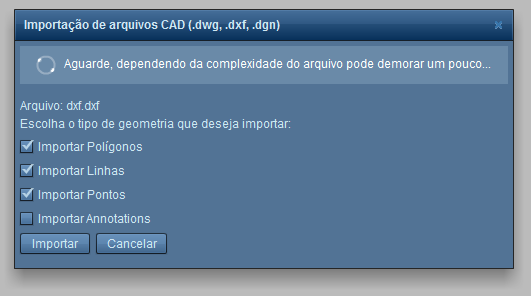 Importação de arquivos CAD (.dwg, .dxf, .dgn)
Aguarde, dependendo da complexidade do arquivo pode demorar um pouco...
Arquivo: dxf.dxf
Escolha o tipo de geometria que deseja importar:
Importar Polígonos
Importar Linhas
Importar Pontos
Importar Annotations
Importar Cancelar